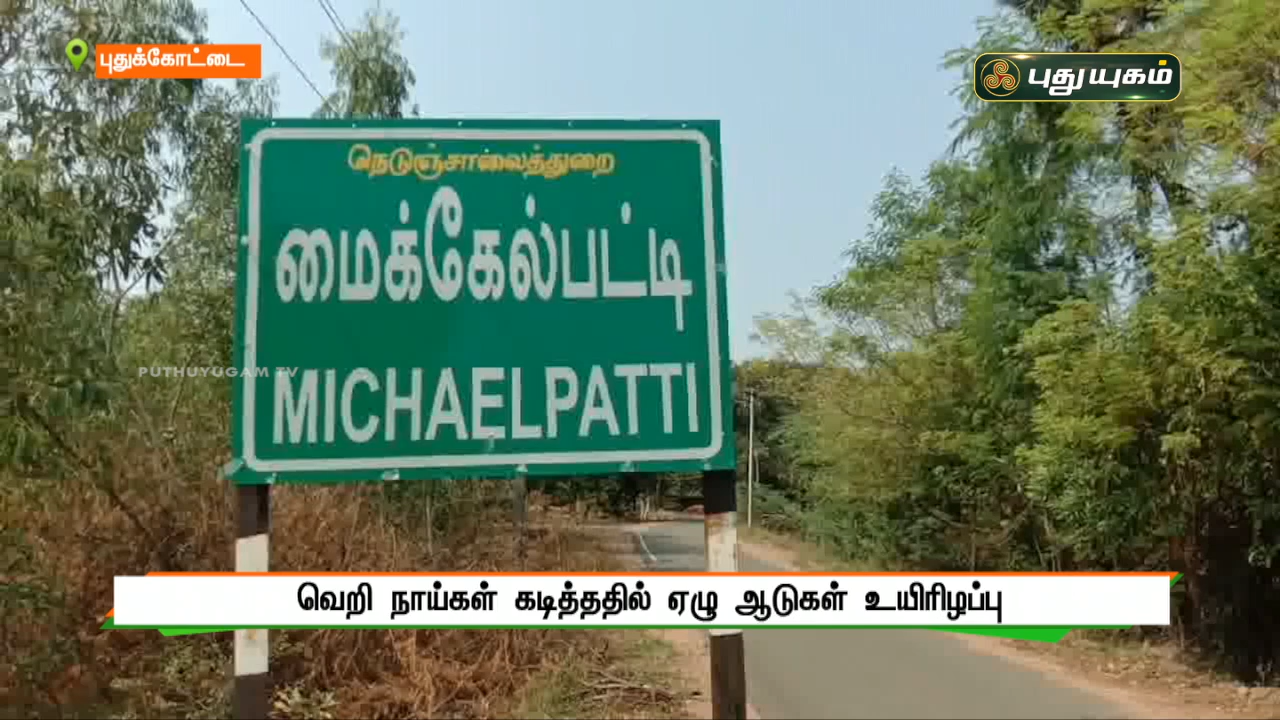 புதுக்கோட்டை
புதுயுகம்
நெடுஞ்சாலைத்துறை
மைக்கேல்பட்டி
PUTHUYUGAM TV
MICHAELPATTI
வெறி நாய்கள் கடித்ததில் ஏழு ஆடுகள் உயிரிழப்பு